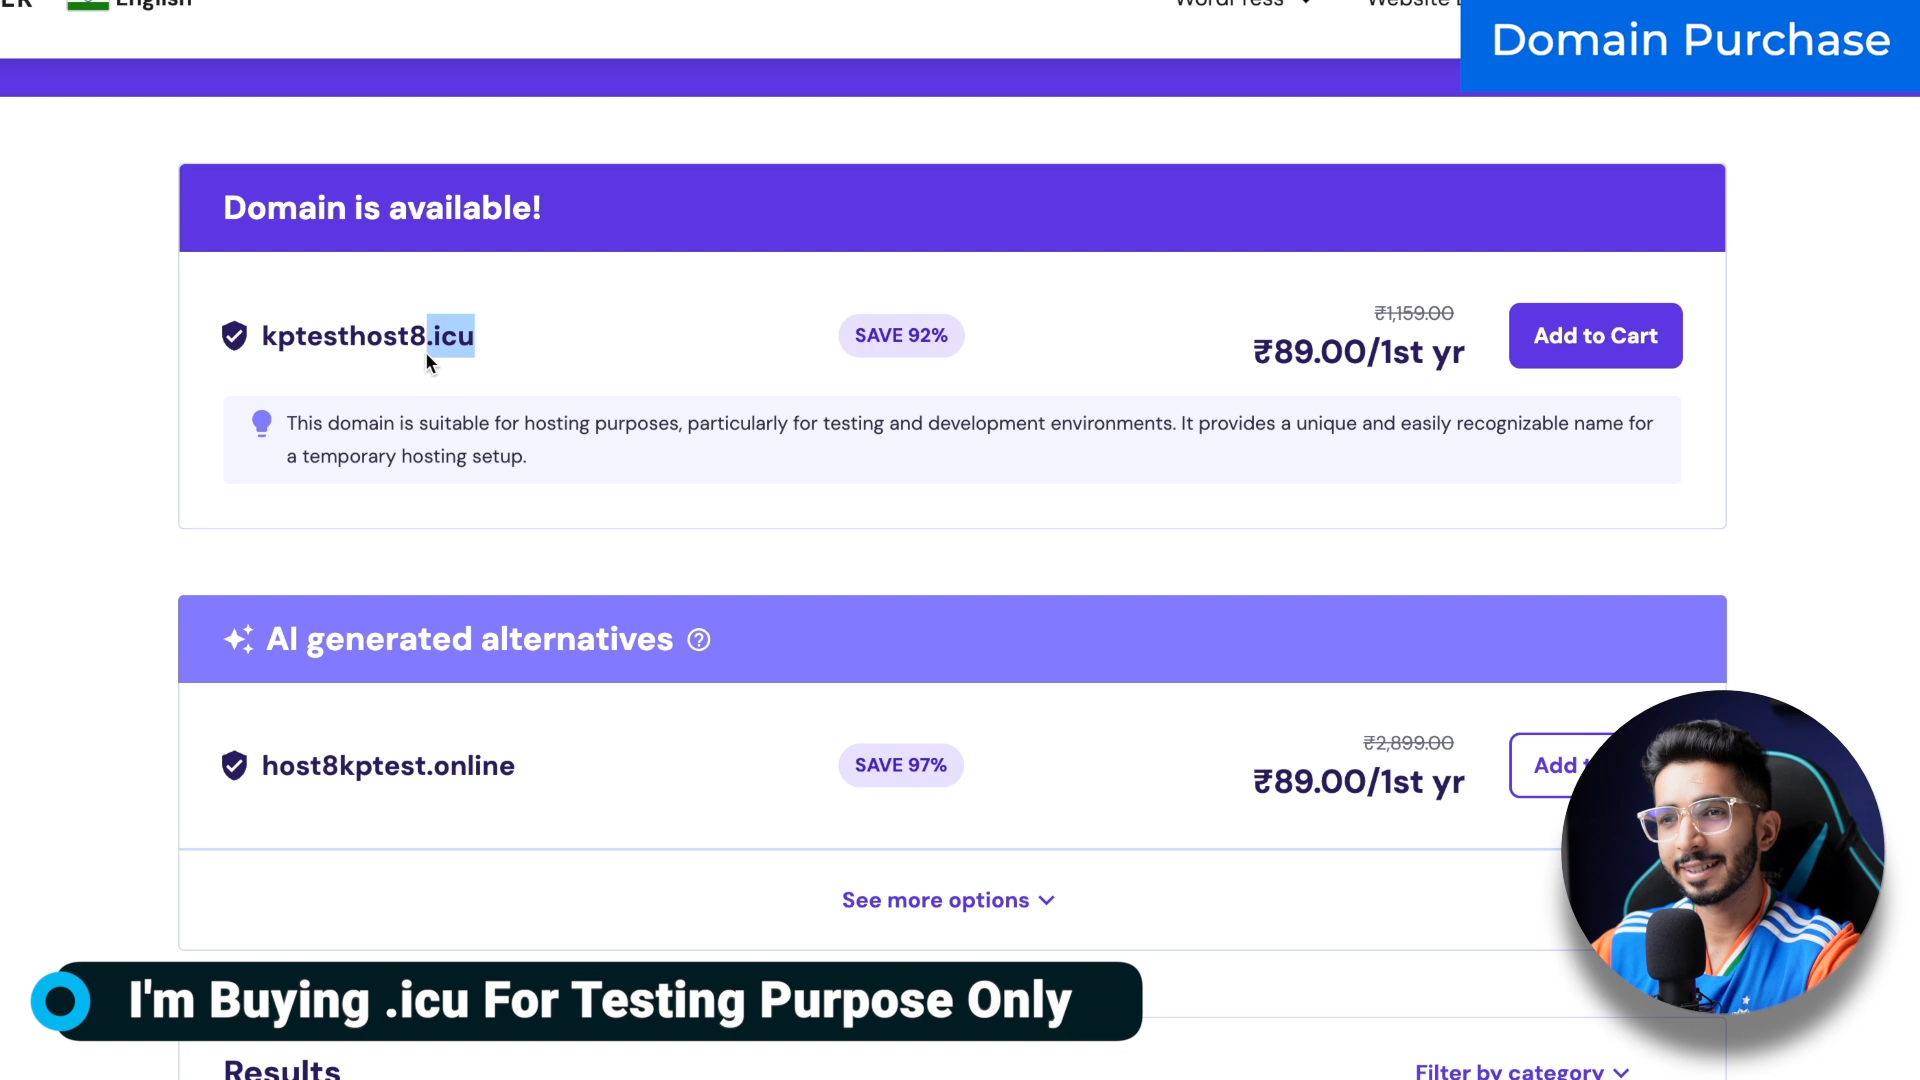 ER English WordPress Website
Domain Purchase
Domain is available!
kptesthost8.icu
SAVE 92%
₹1,159.00
₹89.00/1st yr
Add to Cart
This domain is suitable for hosting purposes, particularly for testing and development environments. It provides a unique and easily recognizable name for
a temporary hosting setup.
AI generated alternatives ?
host8kptest.online
SAVE 97%
₹2,899.00
₹89.00/1st yr
Add
See more options
I'm Buying .icu For Testing Purpose Only
Results
Filter by category